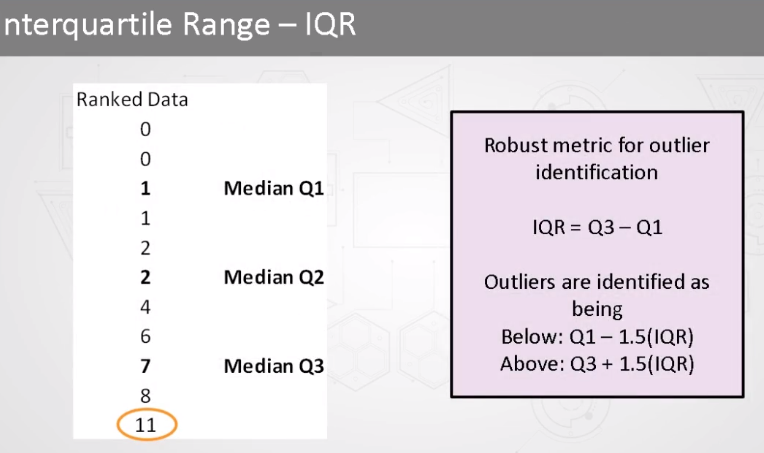 nterquartile Range – IQR
Ranked Data
0
0
1 Median Q1
1
2
2 Median Q2
4
6
7 Median Q3
8
11
Robust metric for outlier
identification
IQR = Q3 – Q1
Outliers are identified as
being
Below: Q1 – 1.5(IQR)
Above: Q3 + 1.5(IQR)